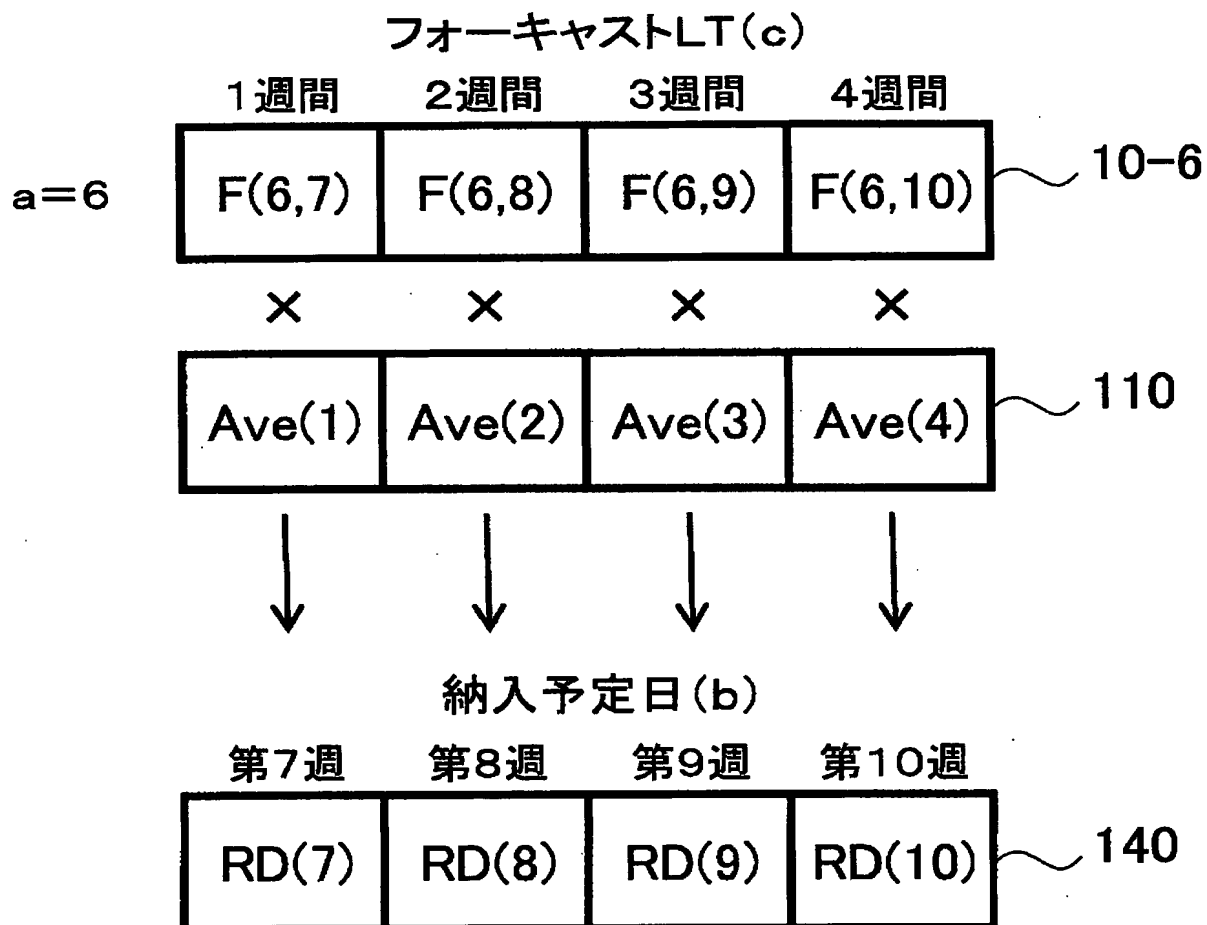 フォーキャストLT(c)
1週間 2週間 3週間 4週間
a=6 F(6,7) F(6,8) F(6,9) F(6,10) 10-6
× × × ×
Ave(1) Ave(2) Ave(3) Ave(4) 110
納入予定日(b)
第7週 第8週 第9週 第10週
RD(7) RD(8) RD(9) RD(10) 140